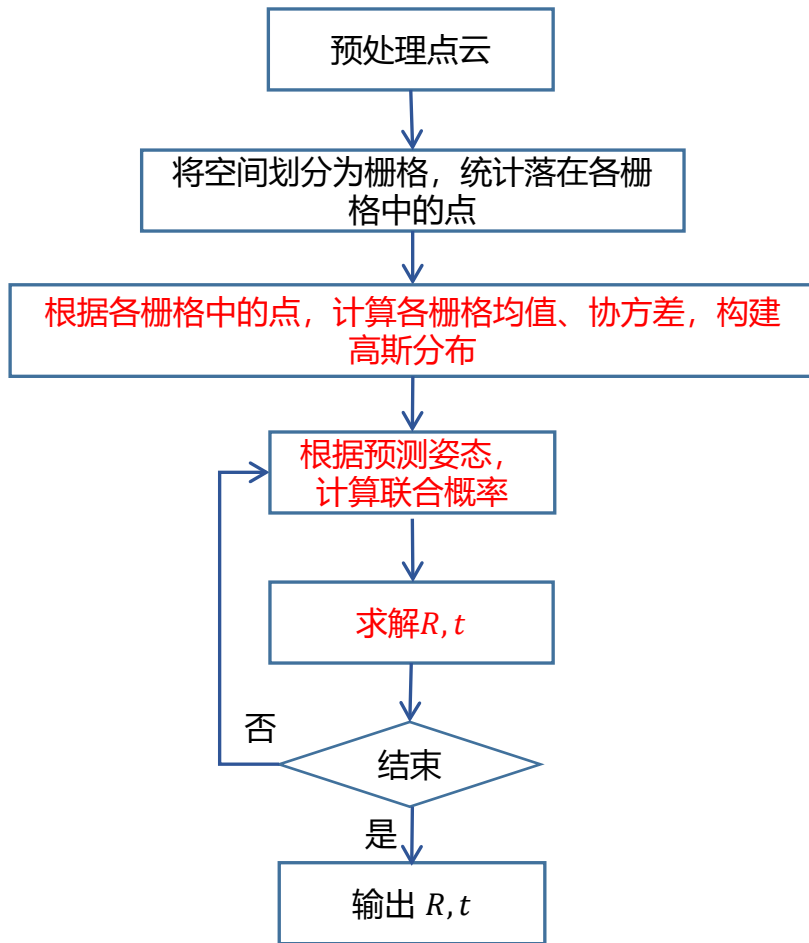 预处理点云
将空间划分为栅格，统计落在各栅
格中的点
根据各栅格中的点，计算各栅格均值、协方差，构建
高斯分布
根据预测姿态，
计算联合概率
求解R, t
否
结束
是
输出 R, t